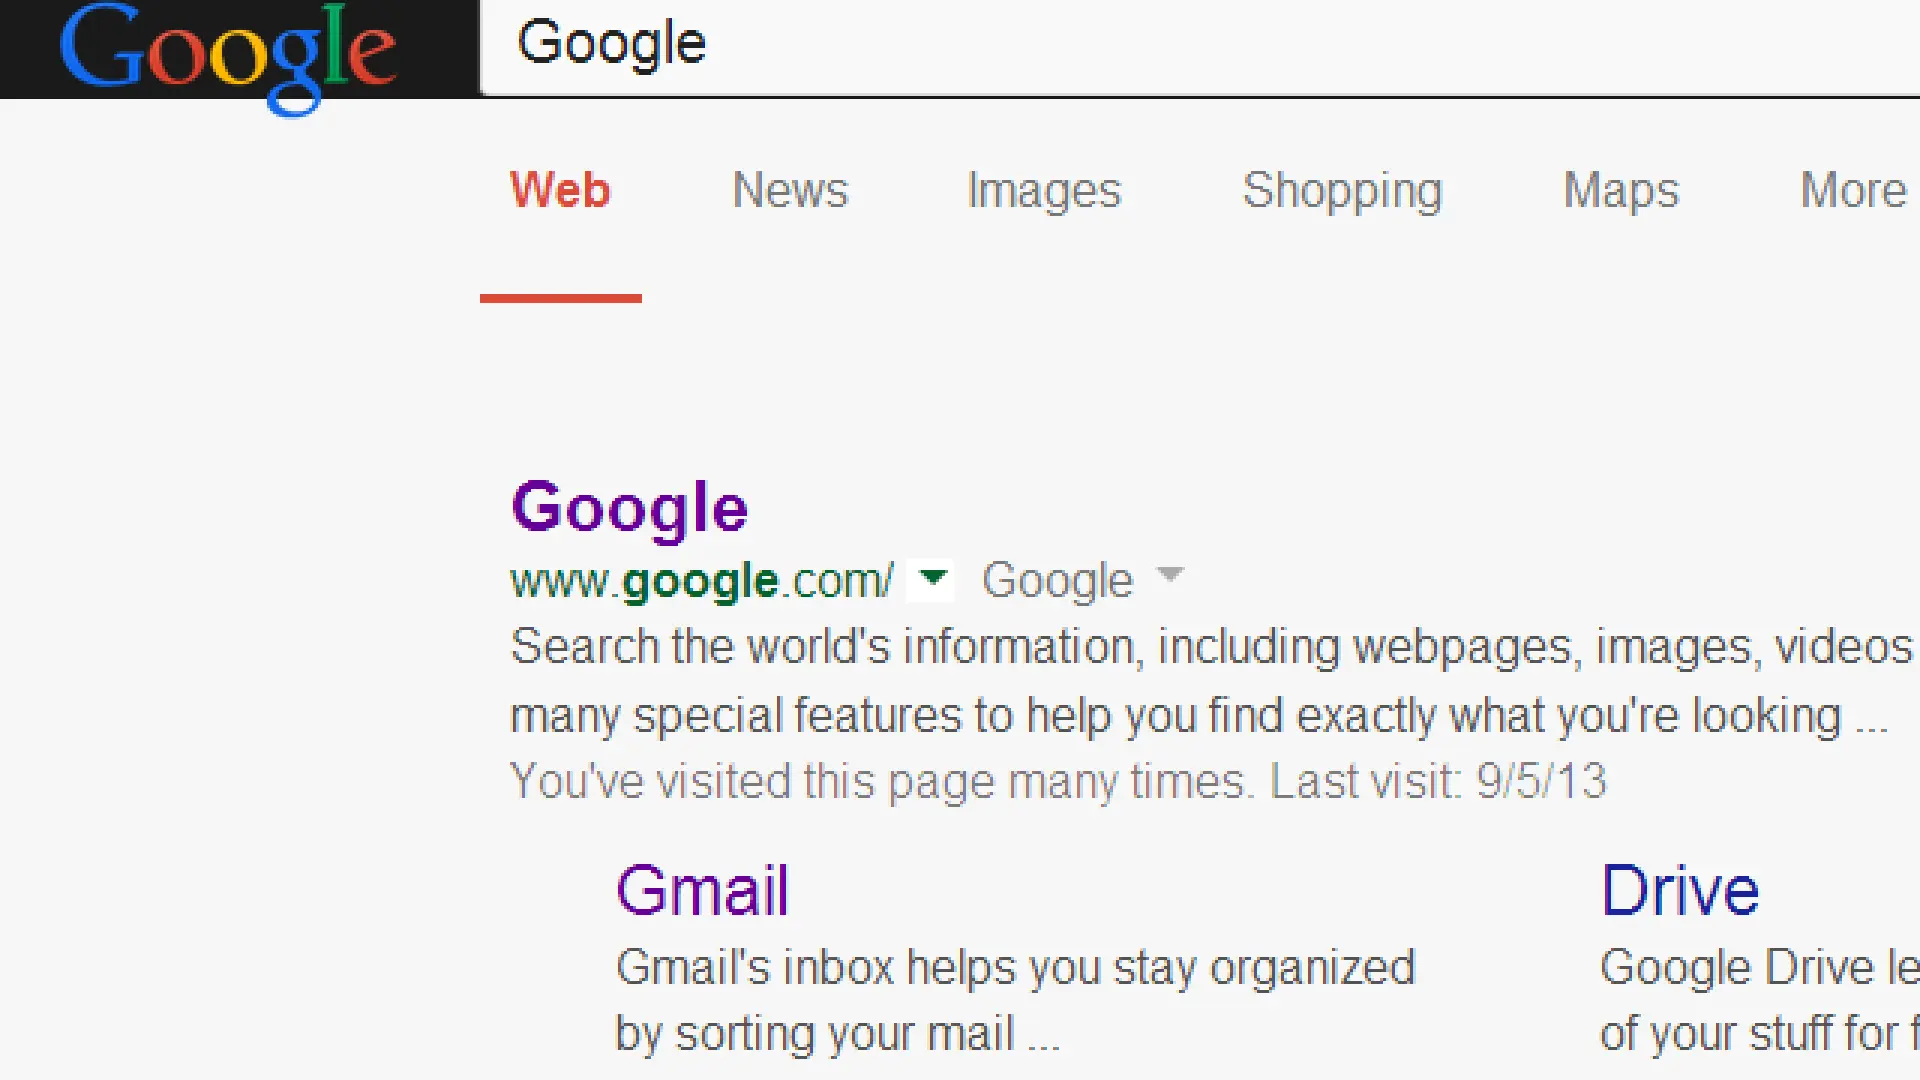 Google Google
Web News Images Shopping Maps More
Google
www.google.com/ Google
Search the world's information, including webpages, images, videos
many special features to help you find exactly what you're looking ...
You've visited this page many times. Last visit: 9/5/13
Gmail Drive
Gmail's inbox helps you stay organized Google Drive
by sorting your mail ... of your stuff for